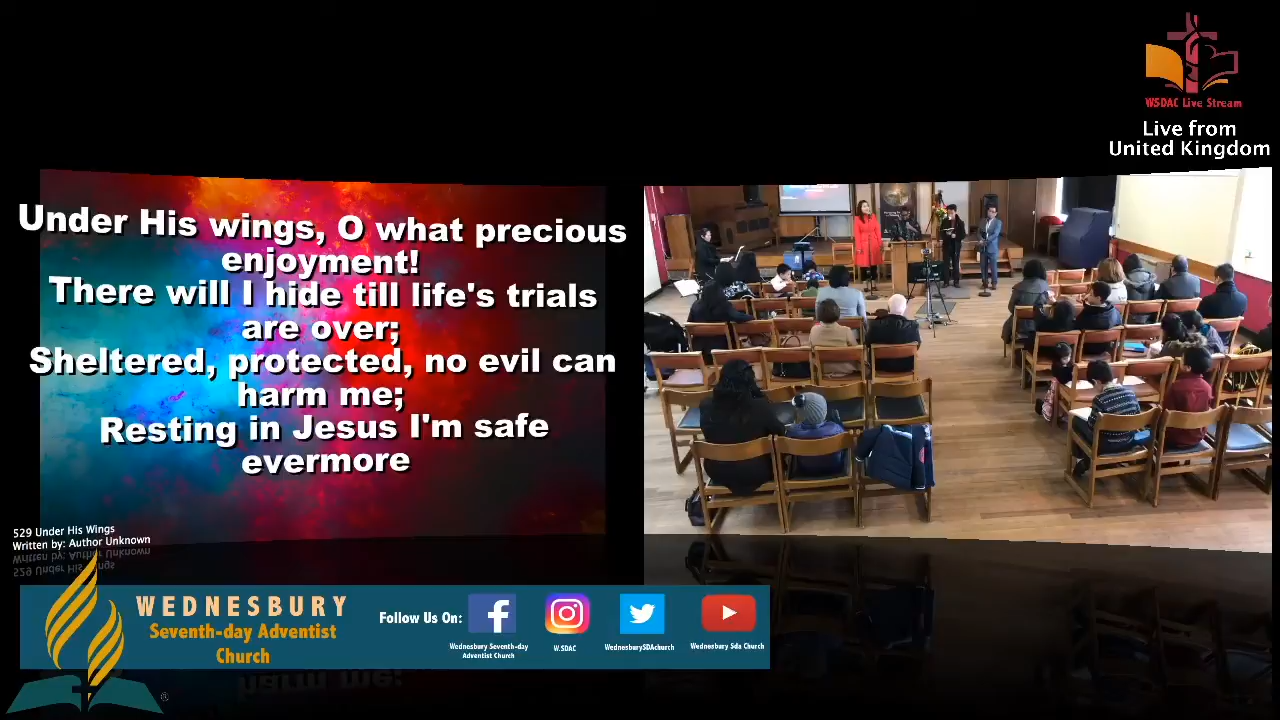 WSDAC Live Stream
Live from
United Kingdom
Under His wings, O what precious
enjoyment!
There will I hide till life's trials
are over;
Sheltered, protected, no evil can
harm me;
Resting in Jesus I'm safe
evermore
529 Under His Wings
Written by: Author Unknown
WEDNESBURY
Seventh-day Adventist
Church
Follow Us On:
Wednesbury Seventh-day
Adventist Church
W.SDAC
WednesburySDAchurch
Wednesbury Sda Church